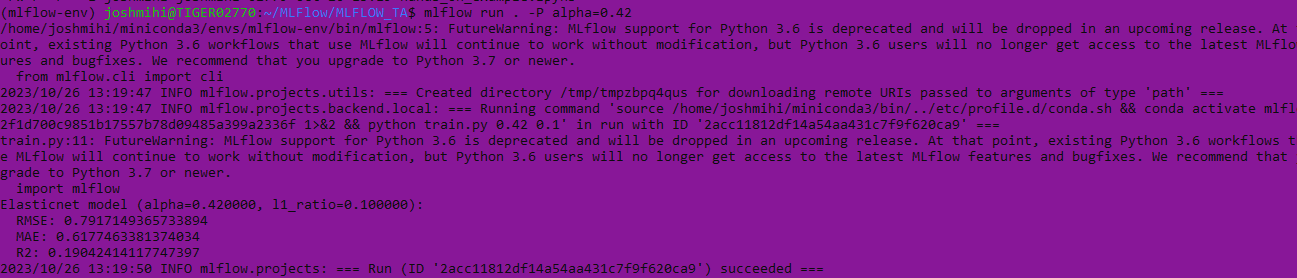 (mlflow-env) joshmihi@TIGER02770:~/MLFlow/MLFLOW_TA$ mlflow run . -P alpha=0.42
/home/joshmihi/miniconda3/envs/mlflow-env/bin/mlflow:5: FutureWarning: MLflow support for Python 3.6 is deprecated and will be dropped in an upcoming release. At
oint, existing Python 3.6 workflows that use MLflow will continue to work without modification, but Python 3.6 users will no longer get access to the latest MLflo
ures and bugfixes. We recommend that you upgrade to Python 3.7 or newer.
from mlflow.cli import cli
2023/10/26 13:19:47 INFO mlflow.projects.utils: === Created directory /tmp/tmpzbpq4qus for downloading remote URIs passed to arguments of type 'path' ===
2023/10/26 13:19:47 INFO mlflow.projects.backend.local: === Running command 'source /home/joshmihi/miniconda3/bin/../etc/profile.d/conda.sh && conda activate mlfl
2f1d700c9851b17557b78d09485a399a2336f 1>&2 && python train.py 0.42 0.1' in run with ID '2acc11812df14a54aa431c7f9f620ca9' ===
train.py:11: FutureWarning: MLflow support for Python 3.6 is deprecated and will be dropped in an upcoming release. At that point, existing Python 3.6 workflows t
e MLflow will continue to work without modification, but Python 3.6 users will no longer get access to the latest MLflow features and bugfixes. We recommend that
grade to Python 3.7 or newer.
import mlflow
Elasticnet model (alpha=0.420000, l1_ratio=0.100000):
RMSE: 0.7917149365733894
MAE: 0.6177463381374034
R2: 0.19042414117747397
2023/10/26 13:19:50 INFO mlflow.projects: === Run (ID '2acc11812df14a54aa431c7f9f620ca9') succeeded ===